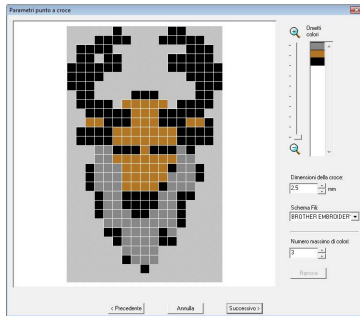 Parametri punto a croce
Ometti
colori
Dimensioni della croce:
2.5 mm
Schema Fili:
BROTHER EMBROIDERY
Numero massimo di colori:
3
Rimuovi
< Precedente
Annulla
Successivo >